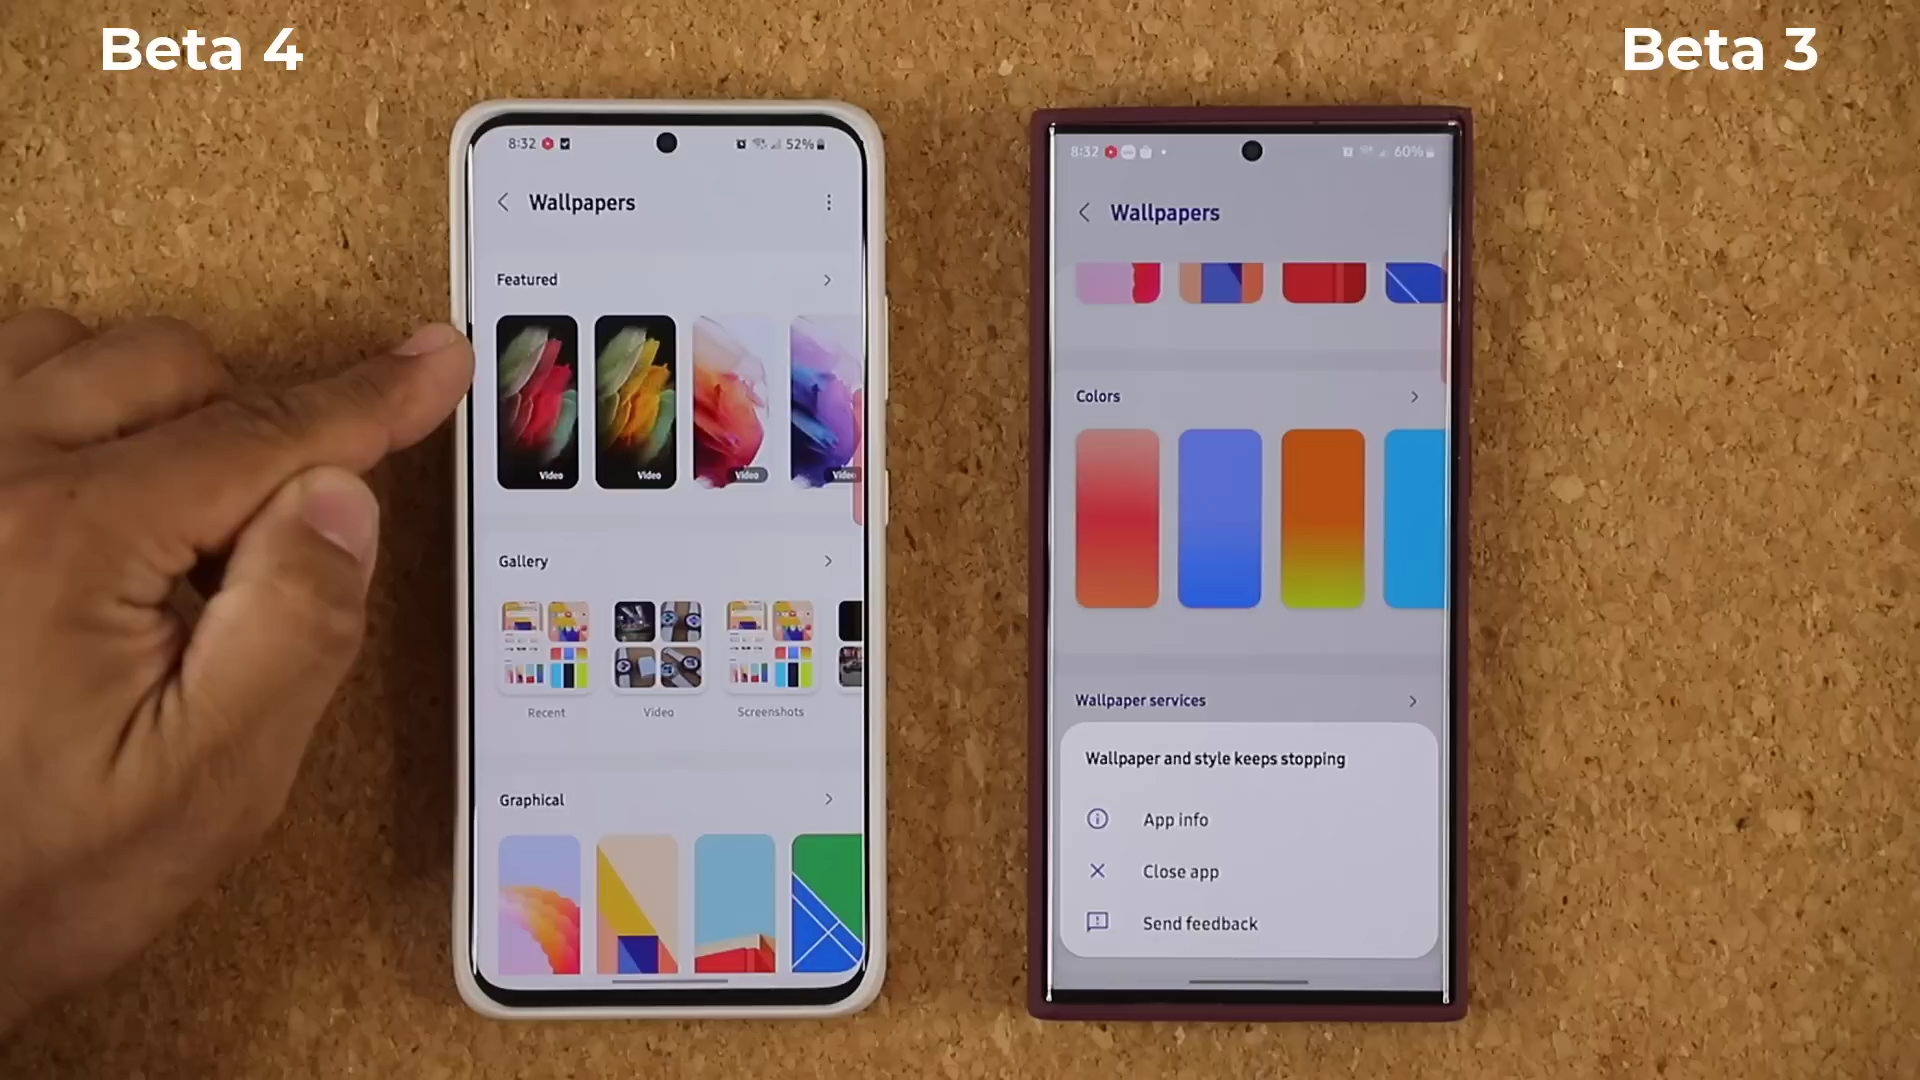 Beta 4
Beta 3
8:32
52%
Wallpapers
Featured
Video
Video
Video
Video
Gallery
Recent
Video
Screenshots
Graphical
8:32
60%
Wallpapers
Colors
Wallpaper services
Wallpaper and style keeps stopping
App info
Close app
Send feedback